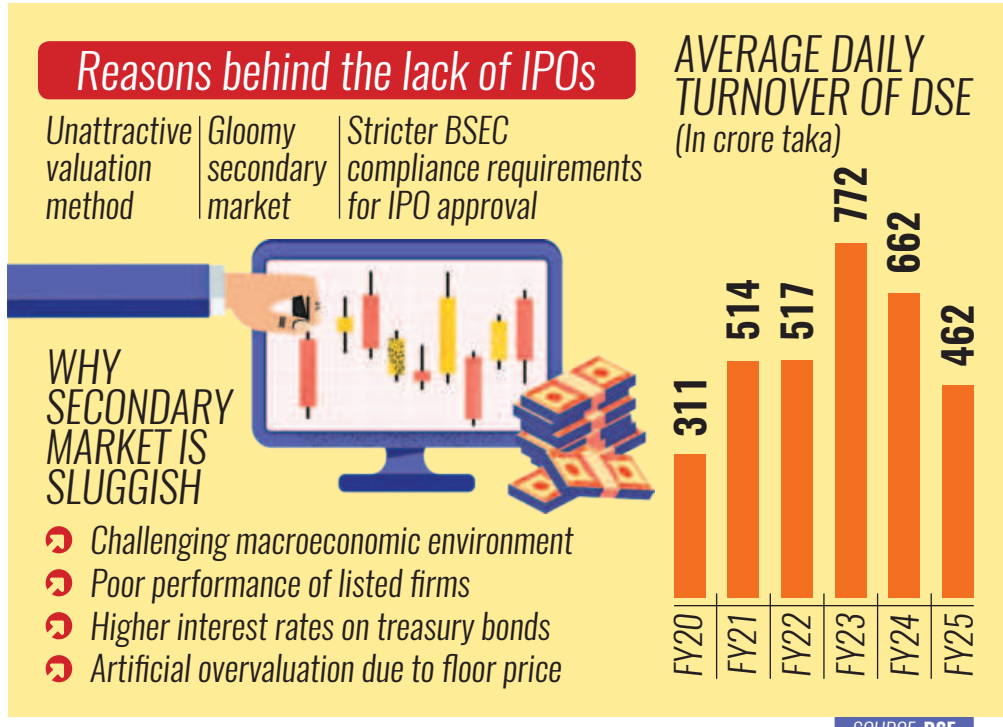 Reasons behind the lack of IPOs
Unattractive
valuation
method
Gloomy
secondary
market
Stricter BSEC
compliance requirements
for IPO approval
WHY
SECONDARY
MARKET IS
SLUGGISH
Challenging macroeconomic environment
Poor performance of listed firms
Higher interest rates on treasury bonds
Artificial overvaluation due to floor price
AVERAGE DAILY
TURNOVER OF DSE
(In crore taka)
311
514
517
772
662
462
FY20
FY21
FY22
FY23
FY24
FY25
SOURCE: DSE